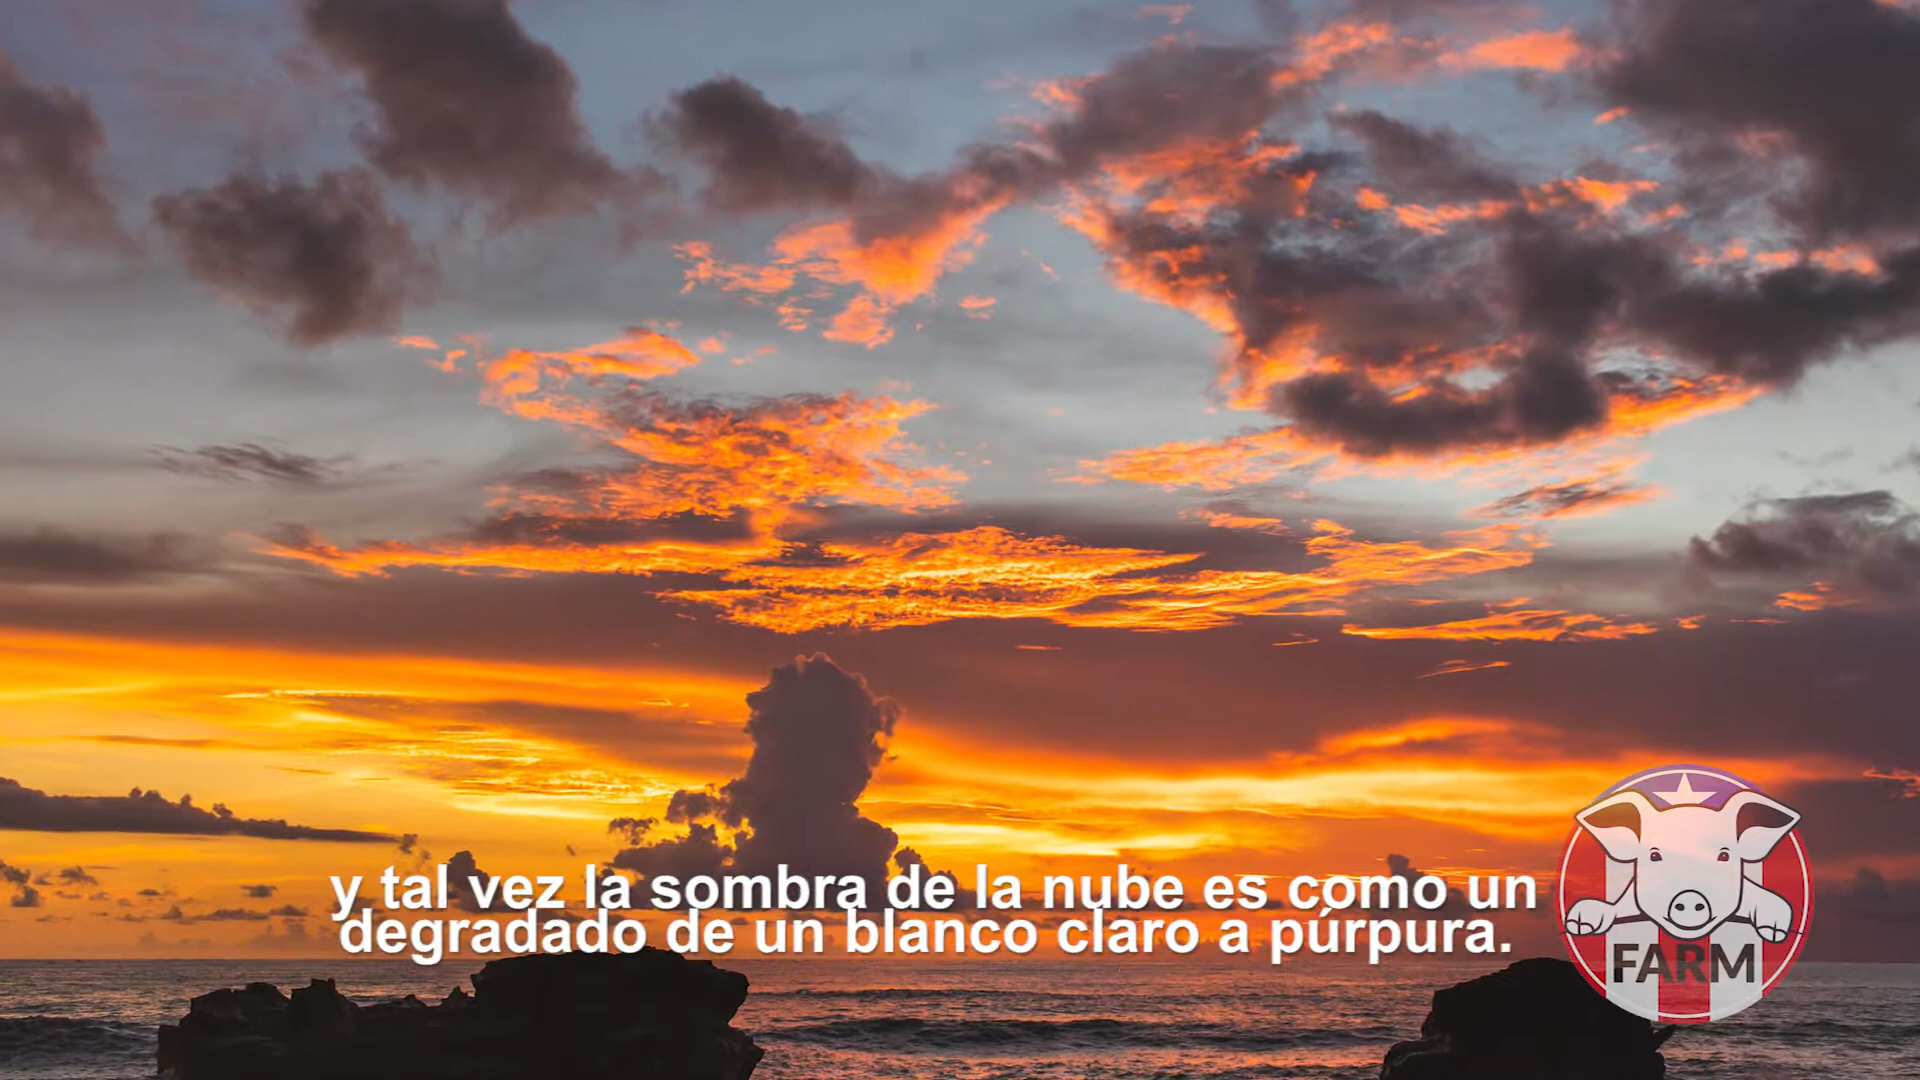 y tal vez la sombra de la nube es como un
degradado de un blanco claro a púrpura.
FARM